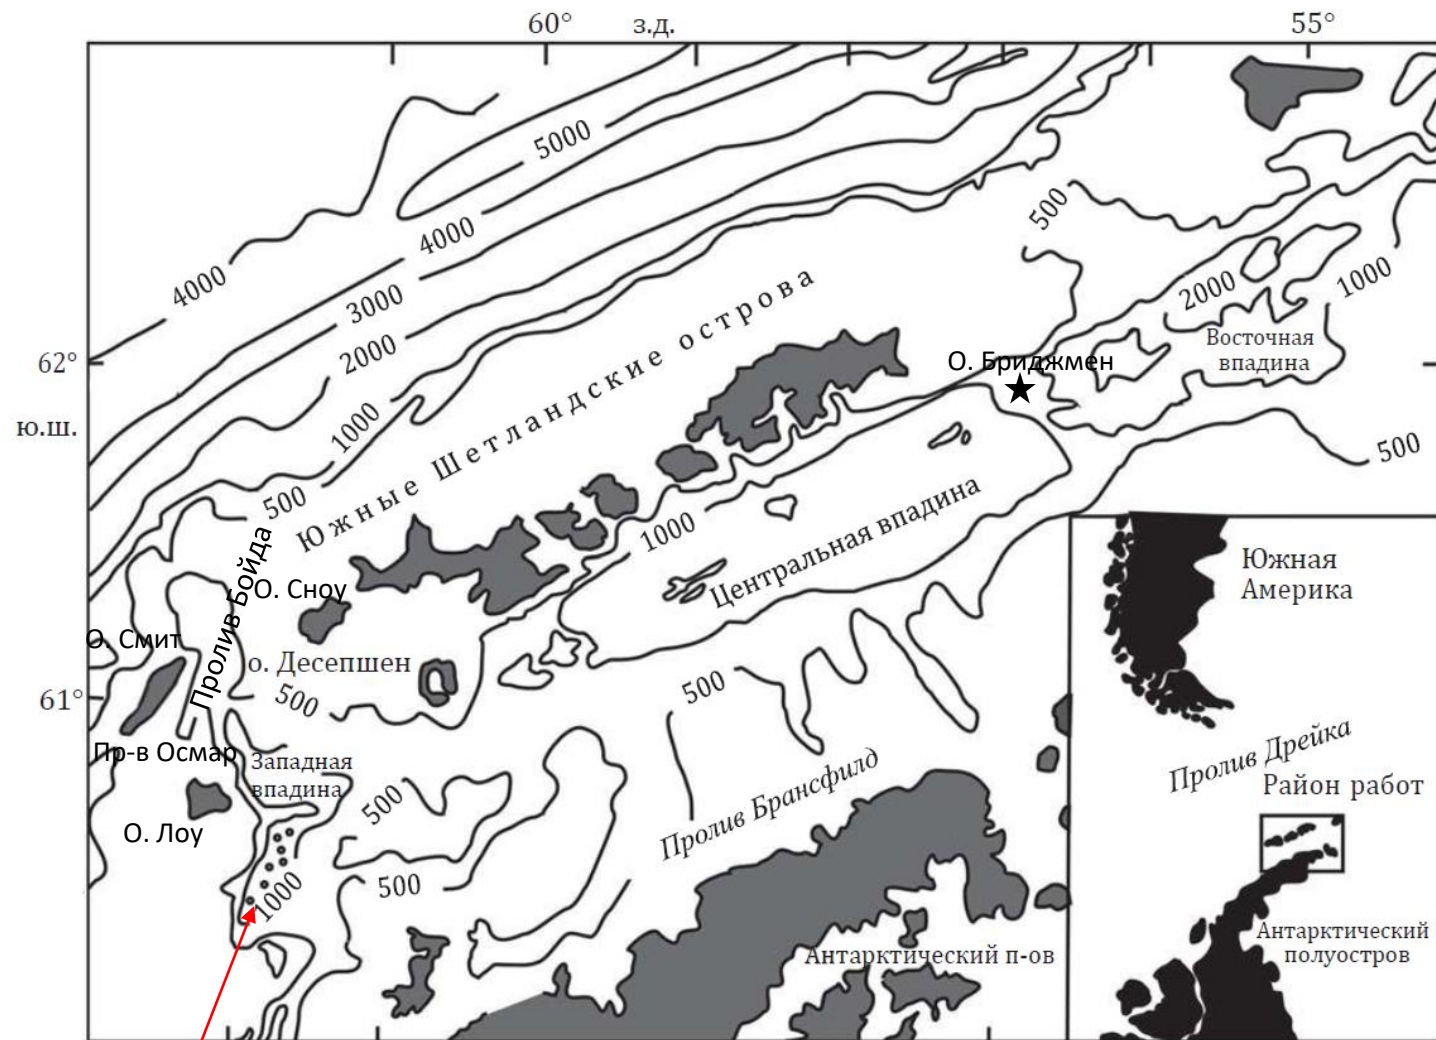 60° з.д. 55°
5000
4000
4000
3000
2000
1000
500
500
2000
1000
Южные Шетландские острова
62°
ю.ш.
О. Бриджмен
Восточная
впадина
500
1000
Центральная впадина
Пролив Бойда
О. Сноу
О. Смит
о. Десепшен
61°
500
500
Пр-в Осмар
Западная
впадина
О. Лоу
500
500
1000
Пролив Брансфилд
Антарктический п-ов
Южная
Америка
Пролив Дрейка
Район работ
Антарктический
полуостров